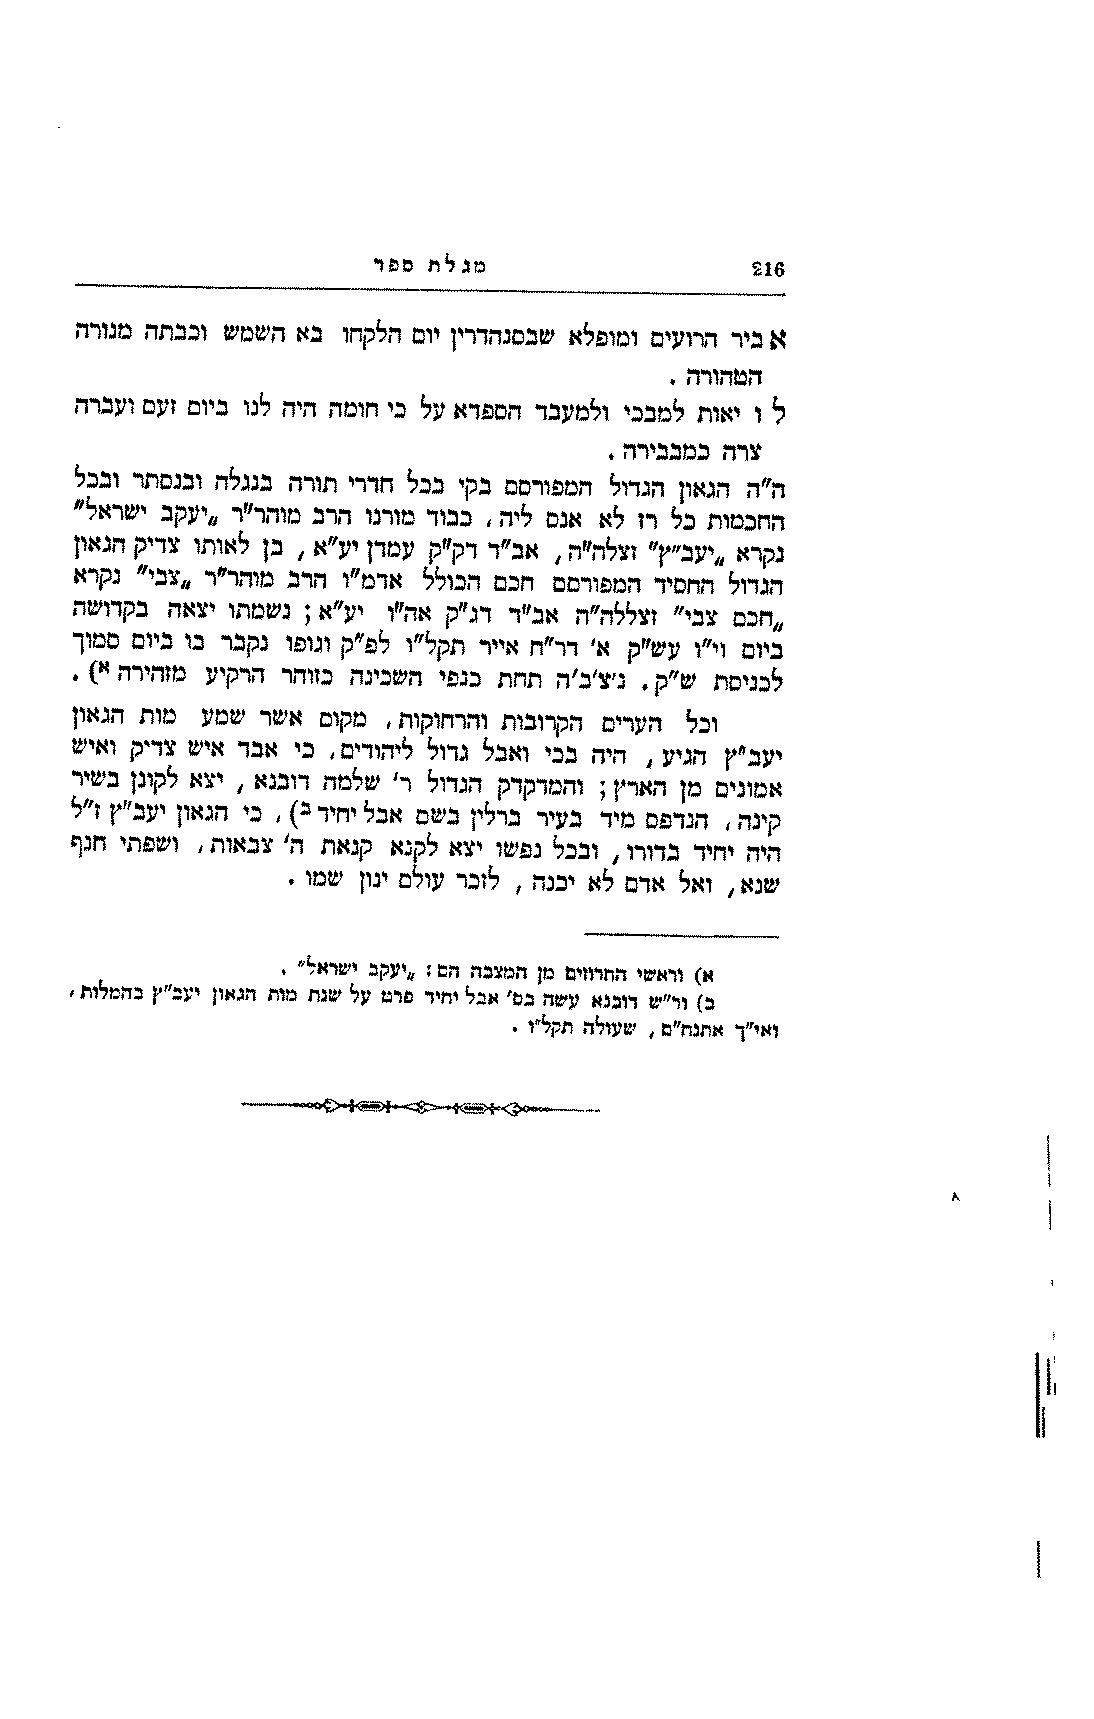 216
מגלת ספר
אביר הרועים ומופלא שבסנהדרין יום הלקחו בא השמש וכבתה מנורה
הטהורה.
לו יאות למבכי ולמעבד הספדא על כי חומה היה לנו ביום זעם ועברה
צרה כמבכירה.
ה"ה הגאון הגדול המפורסם בקי בכל חדרי תורה בנגלה ובנסתר ובכל
החכמות כל רז לא אנס ליה, כבוד מורנו הרב מוהר"ר „יעקב ישראל"
נקרא „יעב"ץ" זצלה"ה, אב"ד דק"ק עמדן יע"א, בן לאותו צדיק הגאון
הגדול החסיד המפורסם חכם הכולל אדמ"ו הרב מוהר"ר „צבי" נקרא
„חכם צבי" זצללה"ה אב"ד דג"ק אה"ו יע"א; נשמתו יצאה בקדושה
ביום וי"ו עש"ק א' דר"ח אייר תקל"ו לפ"ק וגופו נקבר בו ביום סמוך
לכניסת ש"ק. נ'צ'ב'ה תחת כנפי השכינה כזוהר הרקיע מזהירה א).
וכל הערים הקרובות והרחוקות, מקום אשר שמע מות הגאון
יעב"ץ הגיע, היה בכי ואבל גדול ליהודים, כי אבד איש צדיק ואיש
אמונים מן הארץ; והמדקדק הגדול ר' שלמה דובנא, יצא לקונן בשיר
קינה, הנדפס מיד בעיר ברלין בשם אבל יחיד ב), כי הגאון יעב"ץ ז"ל
היה יחיד בדורו, ובכל נפשו יצא לקנא קנאת ה' צבאות, ושפתי חנף
שנא, ואל אדם לא יכנה, לזכר עולם ינון שמו.
א) וראשי החרוזים מן המצבה הם: „יעקב ישראל".
ב) ור"ש דובנא עשה בס' אבל יחיד פרט על שנת מות הגאון יעב"ץ בהמלות,
ואי"ך אתנח"ם, שעולה תקל"ו.